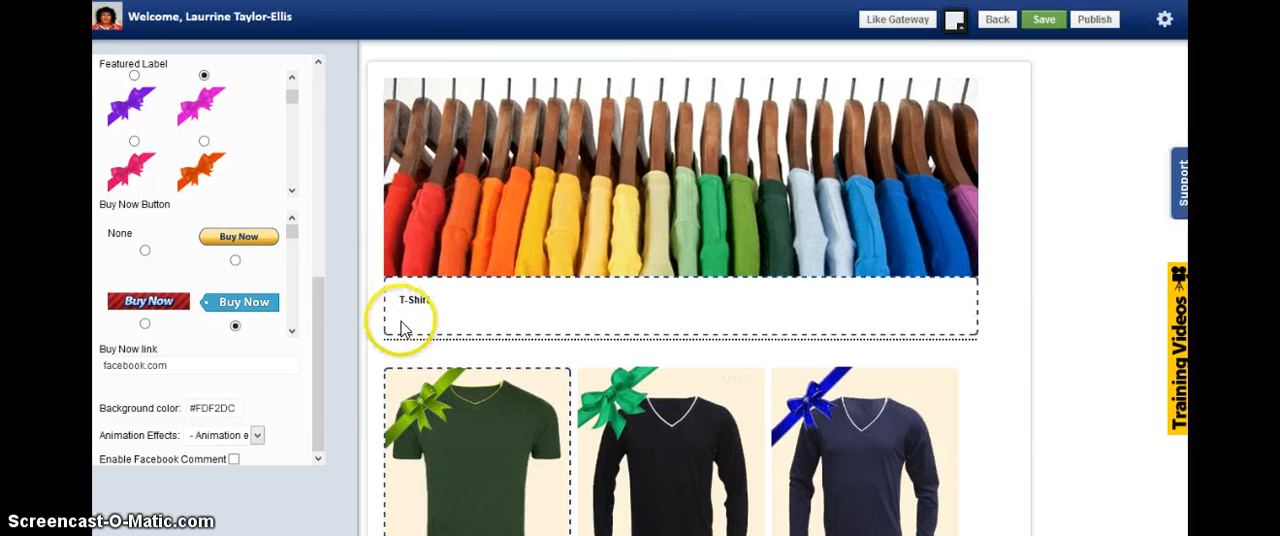 Welcome, Laurrine Taylor-Ellis
Like Gateway
Back
Save
Publish
Featured Label
Buy Now Button
None
Buy Now
Buy Now
Buy Now
Buy Now link
facebook.com
Background color: #FDF2DC
Animation Effects: - Animation e
Enable Facebook Comment
T-Shirt
Support
Training Videos
Screencast-O-Matic.com